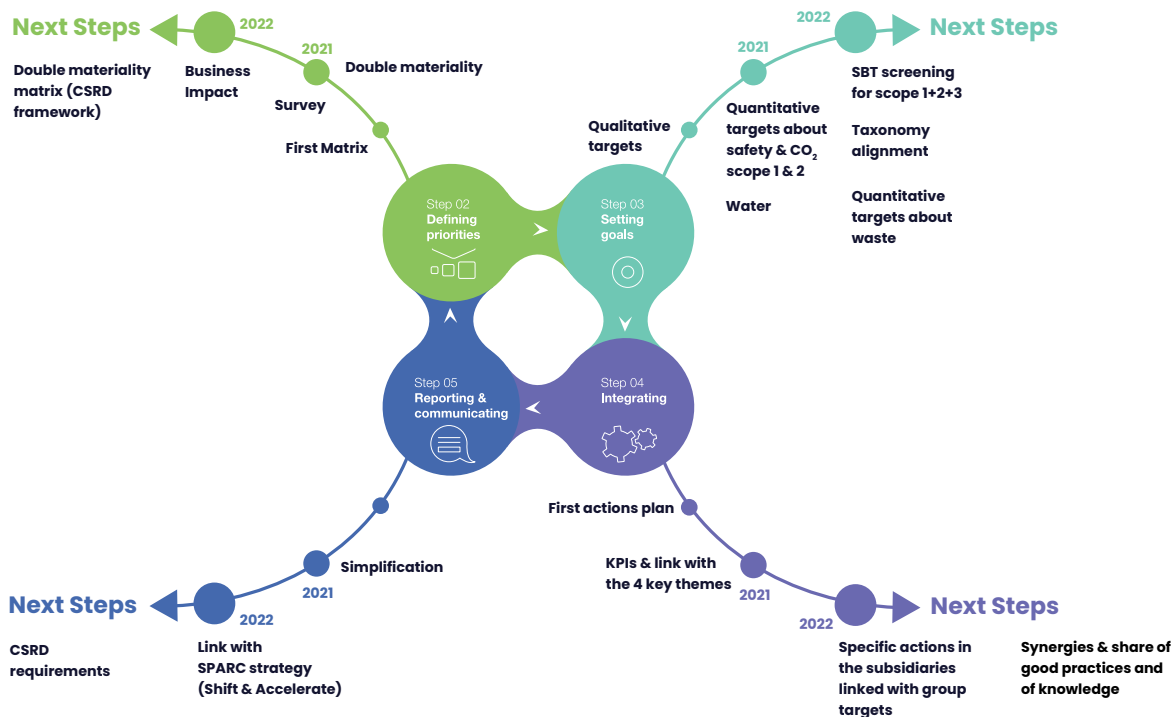 Next Steps
2022
2021
Double materiality
matrix (CSRD
framework)
Business
Impact
Double materiality
Survey
First Matrix
2022
Next Steps
2021
SBT screening
for scope 1+2+3
Qualitative
targets
Quantitative
targets about
safety & CO₂
scope 1 & 2
Taxonomy
alignment
Water
Quantitative
targets about
waste
Step 02
Defining
priorities
Step 03
Setting
goals
Step 05
Reporting &
communicating
Step 04
Integrating
First actions plan
Simplification
2021
KPIs & link with
the 4 key themes
2021
Next Steps
2022
CSRD
requirements
Link with
SPARC strategy
(Shift & Accelerate)
2022
Next Steps
Specific actions in
the subsidiaries
linked with group
targets
Synergies & share of
good practices and
of knowledge